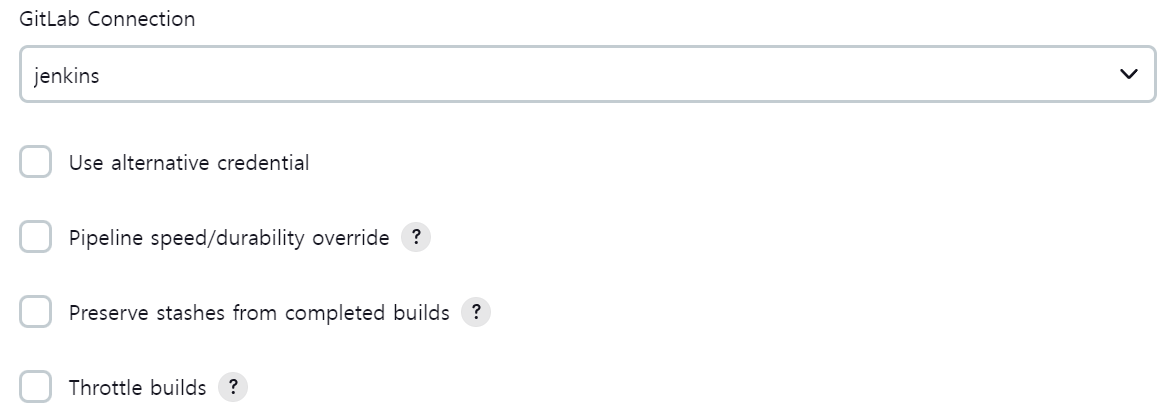 GitLab Connection
jenkins
Use alternative credential
Pipeline speed/durability override ?
Preserve stashes from completed builds ?
Throttle builds ?